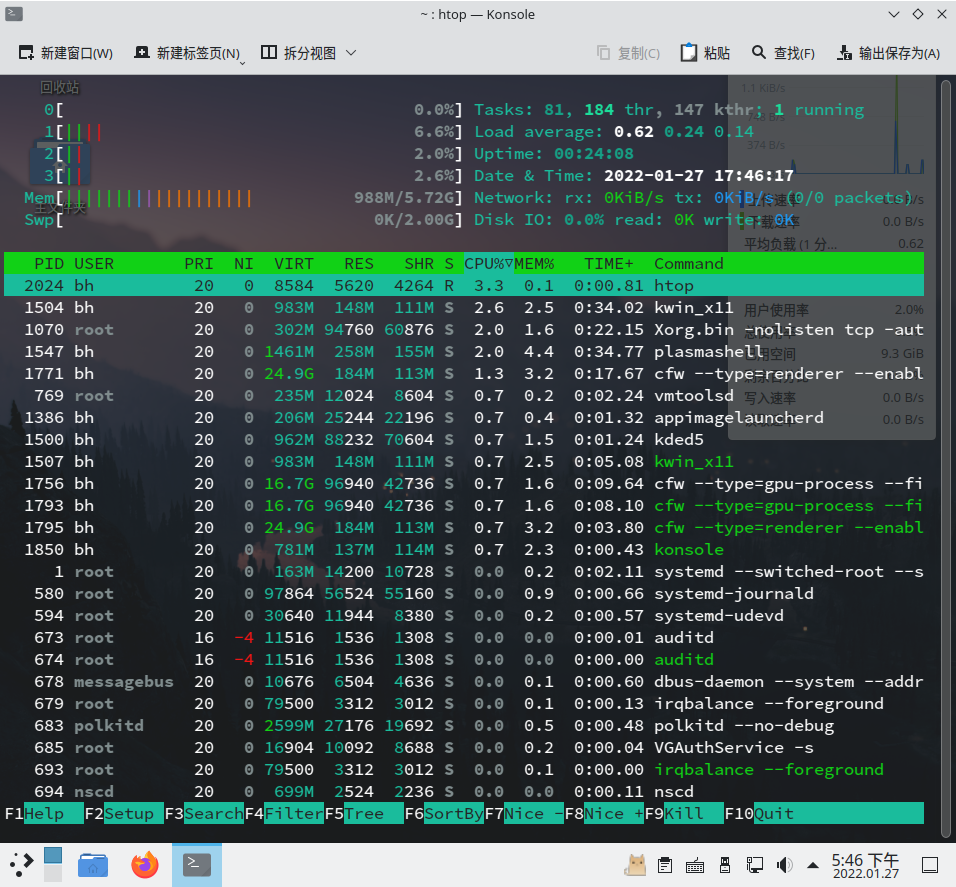 ~ : htop — Konsole
新建窗口(W) 新建标签页(N) 拆分视图 复制(C) 粘贴 查找(F) 输出保存为(A)
回收站
1.1 KiB/s
0[ 0.0%] Tasks: 81, 184 thr, 147 kthr; 1 running
1[|||| 6.6%] Load average: 0.62 0.24 0.14
374 B/s
2[|| 2.0%] Uptime: 00:24:08
3[|| 2.6%] Date & Time: 2022-01-27 17:46:17
Mem[||||||||||||||||||| 988M/5.72G] Network: rx: 0KiB/s tx: 0KiB/s (0/0 packets)
主文件夹
Swp[ 0K/2.00G] Disk IO: 0.0% read: 0K write: 0K
下载速率 0.0 B/s
平均负载 (1 分... 0.62
PID USER PRI NI VIRT RES SHR S CPU%▽MEM% TIME+ Command
2024 bh 20 0 8584 5620 4264 R 3.3 0.1 0:00.81 htop
1504 bh 20 0 983M 148M 111M S 2.6 2.5 0:34.02 kwin_x11
用户使用率 2.0%
1070 root 20 0 302M 94760 60876 S 2.0 1.6 0:22.15 Xorg.bin -nolisten tcp -aut
1547 bh 20 0 1461M 258M 155M S 2.0 4.4 0:34.77 plasmashell
已用空间 9.3 GiB
1771 bh 20 0 24.9G 184M 113M S 1.3 3.2 0:17.67 cfw --type=renderer --enabl
769 root 20 0 235M 12024 8604 S 0.7 0.2 0:02.24 vmtoolsd
写入速率 0.0 B/s
1386 bh 20 0 206M 25244 22196 S 0.7 0.4 0:01.32 appimagelauncherd
0.0 B/s
1500 bh 20 0 962M 88232 70604 S 0.7 1.5 0:01.24 kded5
1507 bh 20 0 983M 148M 111M S 0.7 2.5 0:05.08 kwin_x11
1756 bh 20 0 16.7G 96940 42736 S 0.7 1.6 0:09.64 cfw --type=gpu-process --fi
1793 bh 20 0 16.7G 96940 42736 S 0.7 1.6 0:08.10 cfw --type=gpu-process --fi
1795 bh 20 0 24.9G 184M 113M S 0.7 3.2 0:03.80 cfw --type=renderer --enabl
1850 bh 20 0 781M 137M 114M S 0.7 2.3 0:00.43 konsole
1 root 20 0 163M 14200 10728 S 0.0 0.2 0:02.11 systemd --switched-root --s
580 root 20 0 97864 56524 55160 S 0.0 0.9 0:00.66 systemd-journald
594 root 20 0 30640 11944 8380 S 0.0 0.2 0:00.57 systemd-udevd
673 root 16 -4 11516 1536 1308 S 0.0 0.0 0:00.01 auditd
674 root 16 -4 11516 1536 1308 S 0.0 0.0 0:00.00 auditd
678 messagebus 20 0 10676 6504 4636 S 0.0 0.1 0:00.60 dbus-daemon --system --addr
679 root 20 0 79500 3312 3012 S 0.0 0.1 0:00.13 irqbalance --foreground
683 polkitd 20 0 2599M 27176 19692 S 0.0 0.5 0:00.48 polkitd --no-debug
685 root 20 0 16904 10092 8688 S 0.0 0.2 0:00.04 VGAuthService -s
693 root 20 0 79500 3312 3012 S 0.0 0.1 0:00.00 irqbalance --foreground
694 nscd 20 0 699M 2524 2236 S 0.0 0.0 0:00.11 nscd
F1Help F2Setup F3SearchF4FilterF5Tree F6SortByF7Nice -F8Nice +F9Kill F10Quit
5:46 下午
2022.01.27